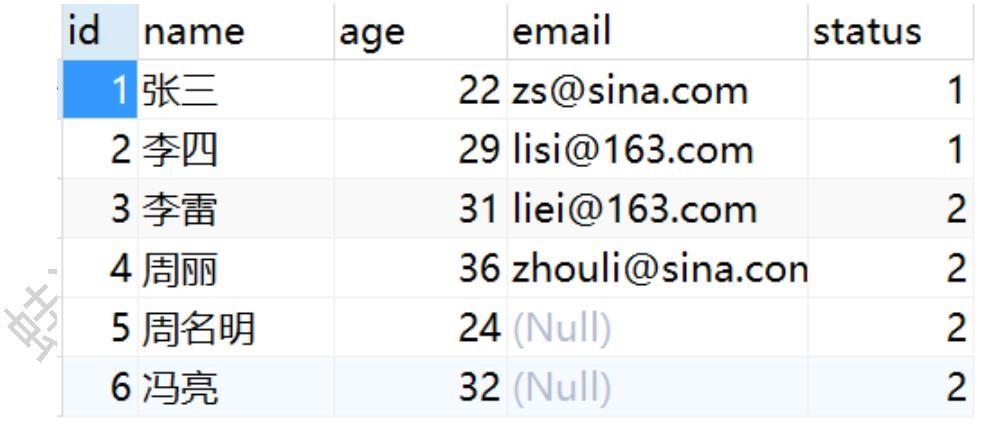 id name age email status
1 张三 22 zs@sina.com 1
2 李四 29 lisi@163.com 1
3 李雷 31 liei@163.com 2
4 周丽 36 zhouli@sina.con 2
5 周名明 24 (Null) 2
6 冯亮 32 (Null) 2